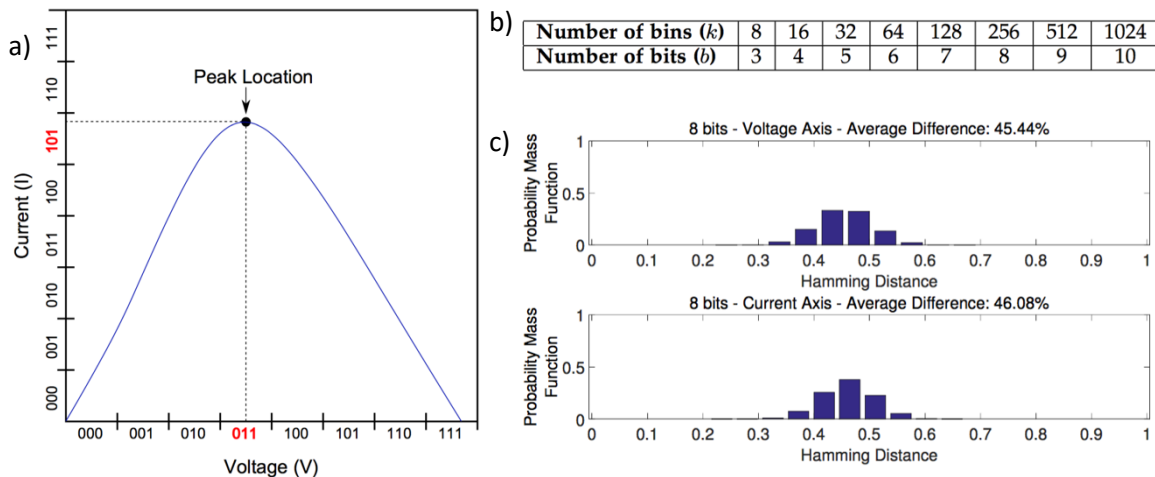 a)
Peak Location
Current (I)
111
110
101
100
011
010
001
000
000 001 010 011 100 101 110 111
Voltage (V)
b)
Number of bins (k) 8 16 32 64 128 256 512 1024
Number of bits (b) 3 4 5 6 7 8 9 10
c)
8 bits - Voltage Axis - Average Difference: 45.44%
Probability Mass
Function
1
0.5
0
0 0.1 0.2 0.3 0.4 0.5 0.6 0.7 0.8 0.9 1
Hamming Distance
8 bits - Current Axis - Average Difference: 46.08%
Probability Mass
Function
1
0.5
0
0 0.1 0.2 0.3 0.4 0.5 0.6 0.7 0.8 0.9 1
Hamming Distance